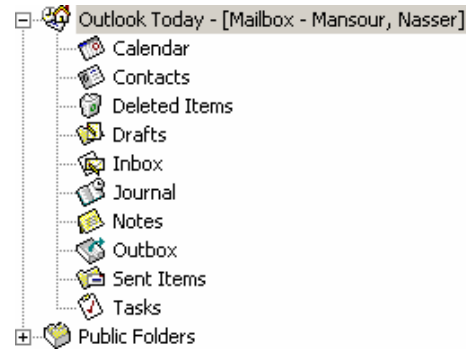 Outlook Today - [Mailbox - Mansour, Nasser]
Calendar
Contacts
Deleted Items
Drafts
Inbox
Journal
Notes
Outbox
Sent Items
Tasks
Public Folders